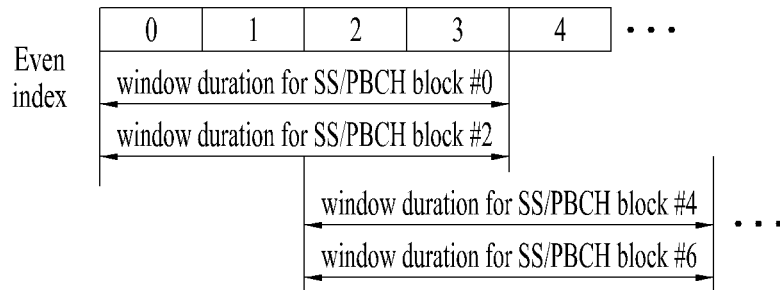 0 1 2 3 4 • • •
Even
index
window duration for SS/PBCH block #0
window duration for SS/PBCH block #2
window duration for SS/PBCH block #4
• • •
window duration for SS/PBCH block #6